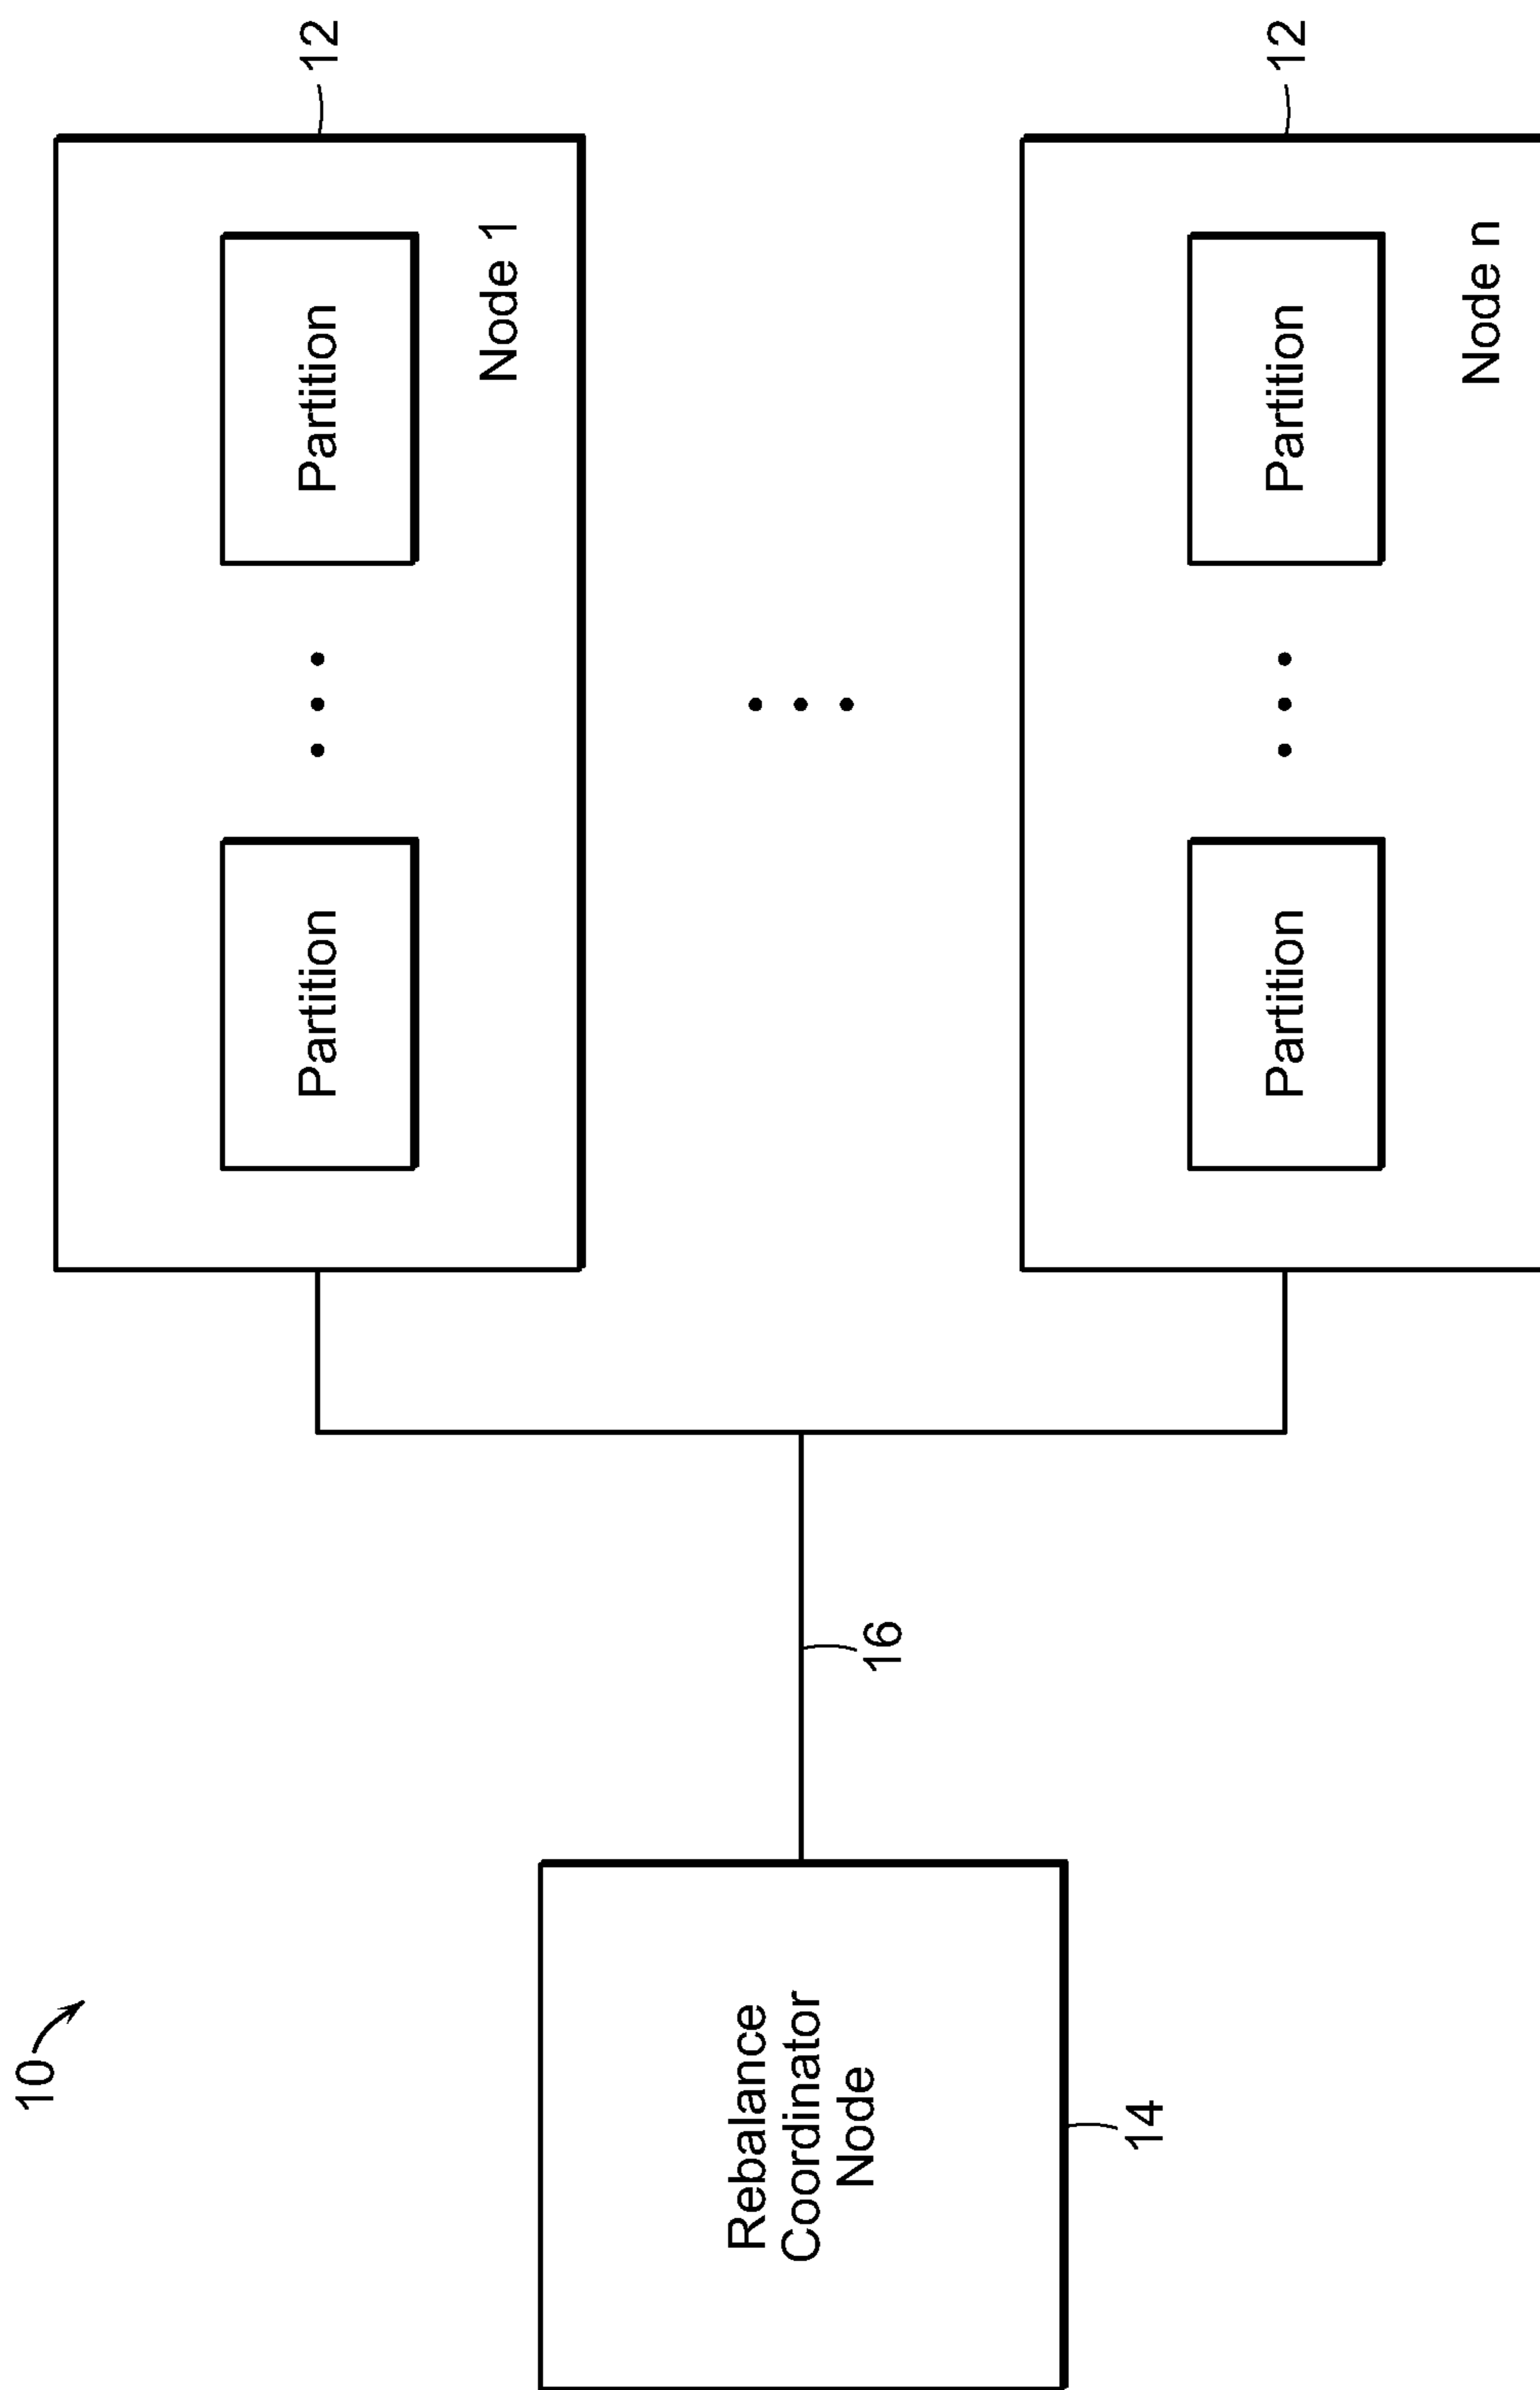 10
Partition
Partition
12
Node 1
Rebalance
Coordinator
Node
16
14
Partition
Partition
12
Node n